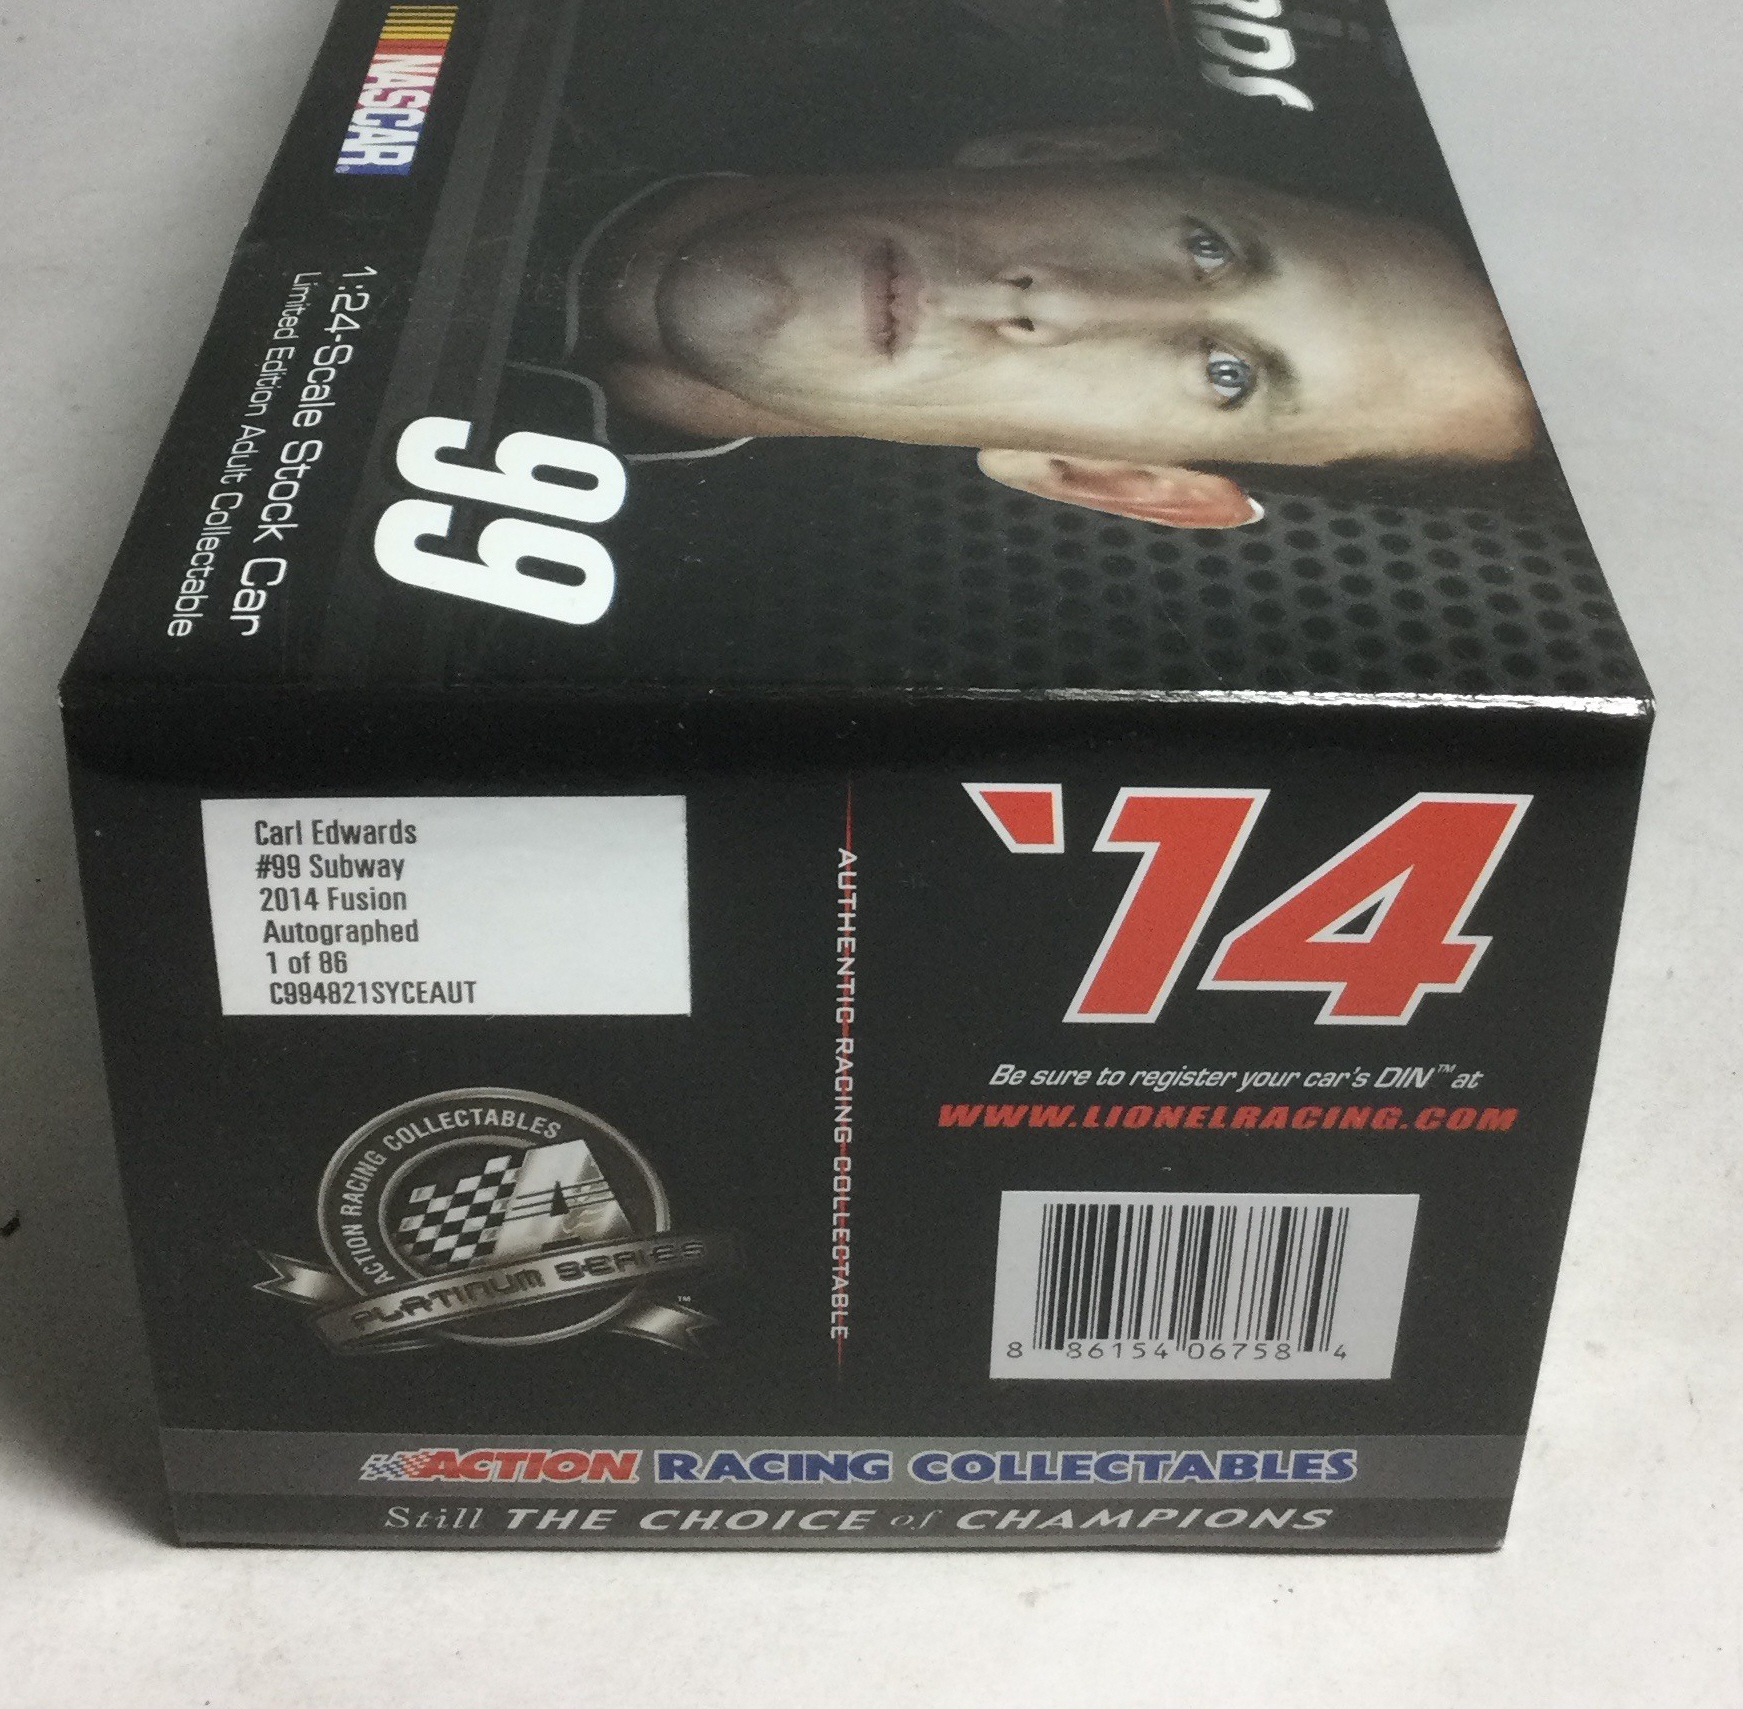 NASCAR
1:24-Scale Stock Car
Limited Edition Adult Collectable
99
Carl Edwards
#99 Subway
2014 Fusion
Autographed
1 of 86
C994821SYCEAUT
ACTION RACING COLLECTABLES
A
PLATINUM SERIES™
AUTHENTIC RACING COLLECTABLE
'14
Be sure to register your car's DIN™ at
WWW.LIONELRACING.COM
8 86154 06758 4
ACTION RACING COLLECTABLES
Still THE CHOICE of CHAMPIONS